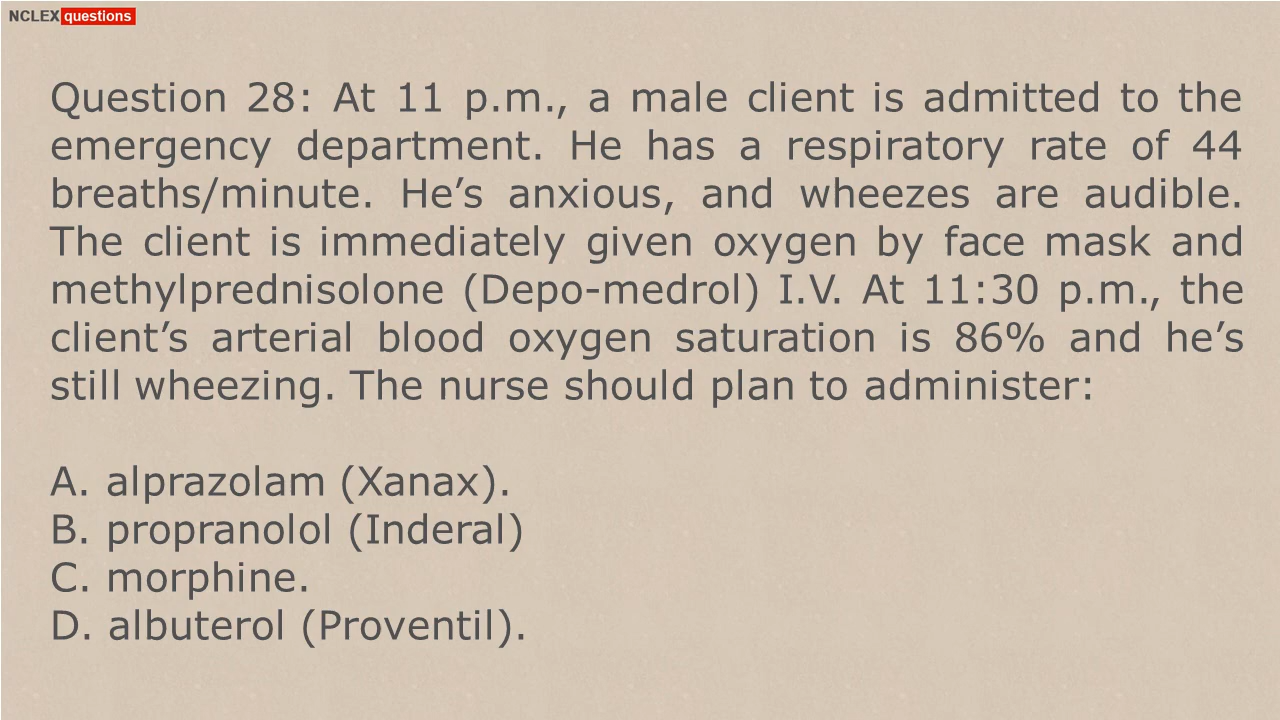 NCLEX questions
Question 28: At 11 p.m., a male client is admitted to the
emergency department. He has a respiratory rate of 44
breaths/minute. He’s anxious, and wheezes are audible.
The client is immediately given oxygen by face mask and
methylprednisolone (Depo-medrol) I.V. At 11:30 p.m., the
client’s arterial blood oxygen saturation is 86% and he’s
still wheezing. The nurse should plan to administer:
A. alprazolam (Xanax).
B. propranolol (Inderal)
C. morphine.
D. albuterol (Proventil).